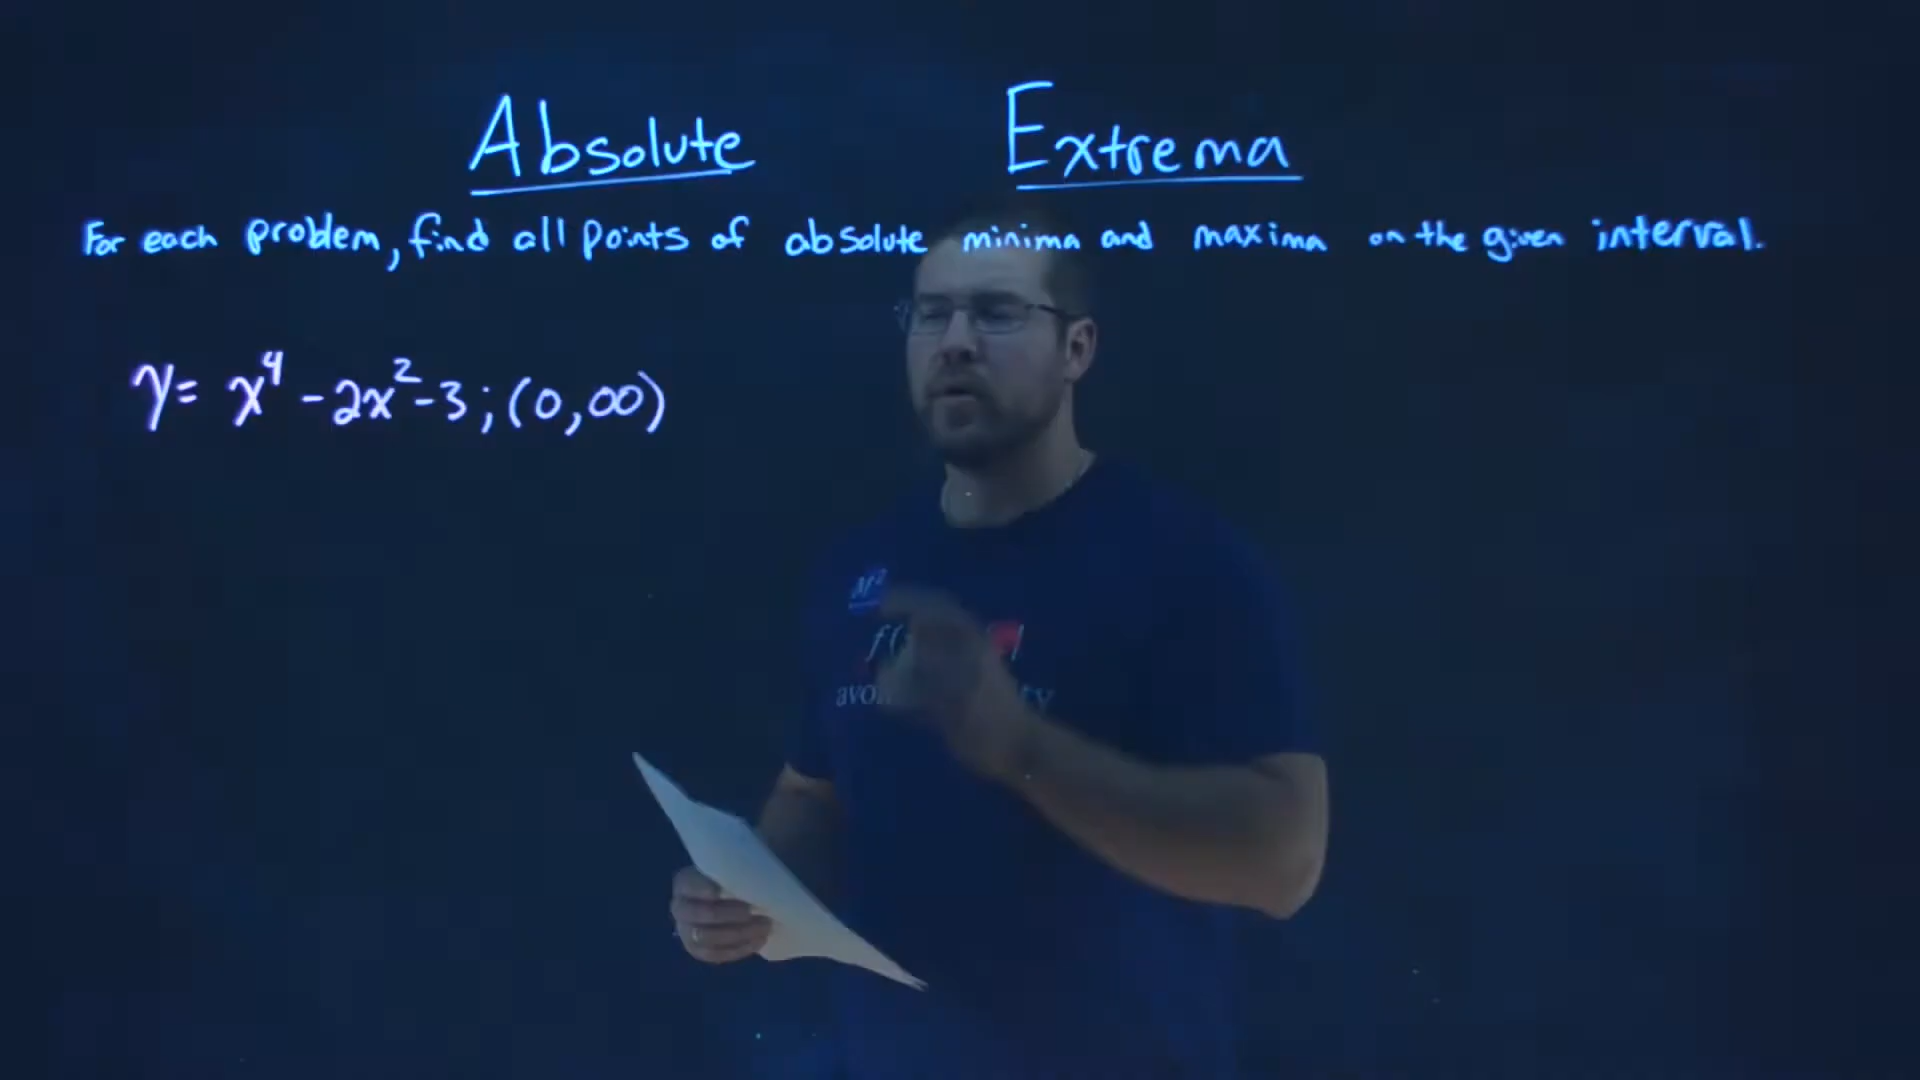 Absolute Extrema
For each problem, find all points of absolute minima and maxima on the given interval.
y = x⁴ - 2x² - 3 ; (0, ∞)
M²